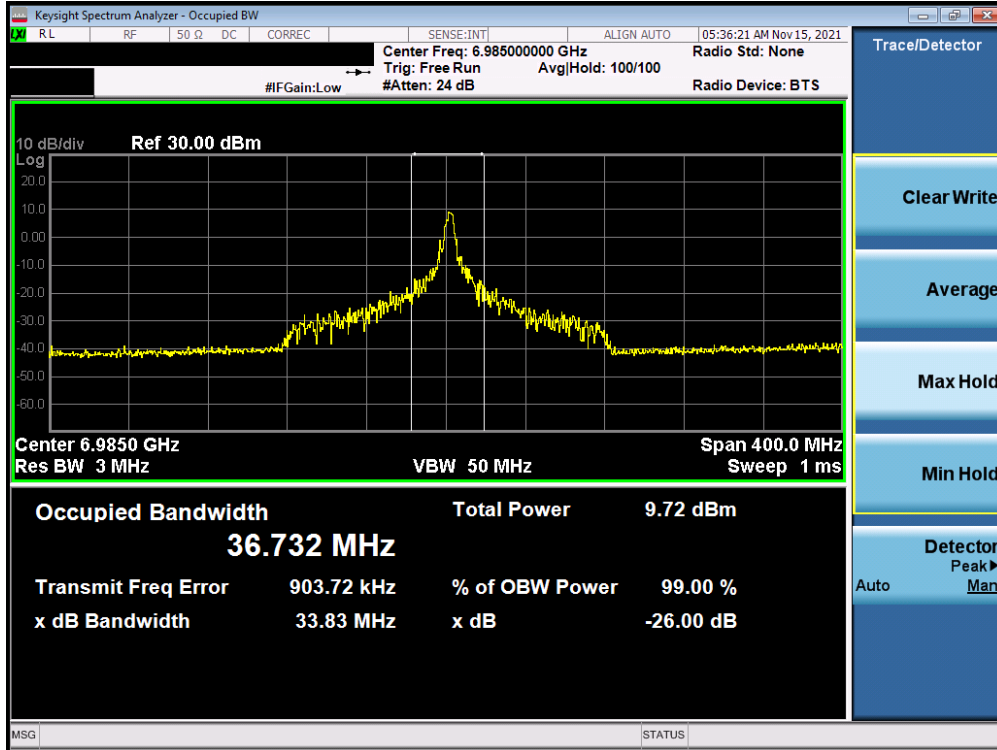 Keysight Spectrum Analyzer - Occupied BW
LXI RL RF 50 Ω DC CORREC SENSE:INT ALIGN AUTO 05:36:21 AM Nov 15, 2021
Center Freq: 6.985000000 GHz Radio Std: None
Trig: Free Run Avg|Hold: 100/100
#IFGain:Low #Atten: 24 dB Radio Device: BTS
Trace/Detector
10 dB/div Ref 30.00 dBm
Log
20.0
10.0
0.00
-10.0
-20.0
-30.0
-40.0
-50.0
-60.0
Center 6.9850 GHz Span 400.0 MHz
Res BW 3 MHz VBW 50 MHz Sweep 1 ms
Occupied Bandwidth Total Power 9.72 dBm
36.732 MHz
Transmit Freq Error 903.72 kHz % of OBW Power 99.00 %
x dB Bandwidth 33.83 MHz x dB -26.00 dB
Clear Write
Average
Max Hold
Min Hold
Detector
Peak▶
Auto Man
MSG STATUS